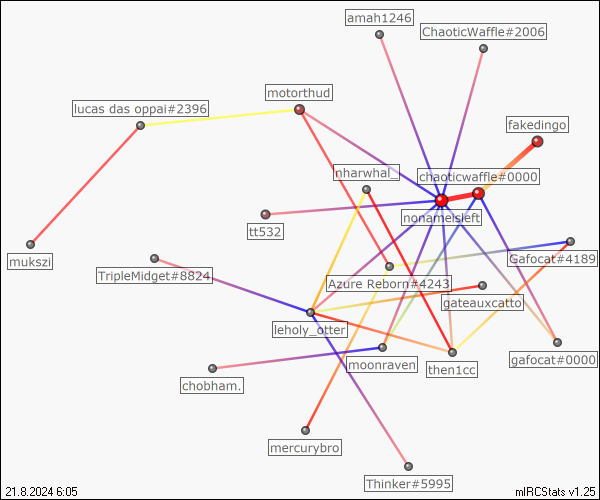 amah1246
ChaoticWaffle#2006
motorthud
lucas das oppai#2396
fakedingo
nharwhal_
chaoticwaffle#0000
nonameisleft
tt532
mukszi
TripleMidget#8824
Gafocat#4189
Azure Reborn#4243
gateauxcatto
leholy_otter
moonraven
then1cc
gafocat#0000
chobham.
mercurybro
Thinker#5995
21.8.2024 6:05
mIRCStats v1.25